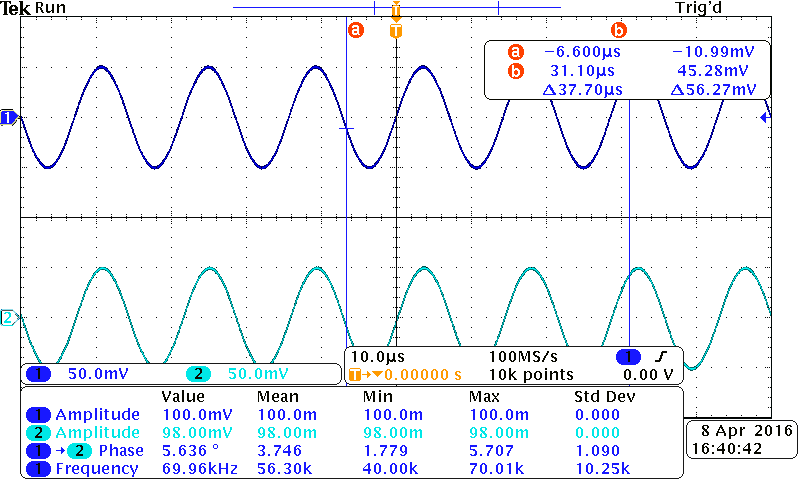 Tek Run Trig'd
T
a b
T
a −6.600µs −10.99mV
b 31.10µs 45.28mV
Δ37.70µs Δ56.27mV
1
2
1 50.0mV 2 50.0mV
10.0µs 100MS/s 1
T→▼0.00000 s 10k points 0.00 V
Value Mean Min Max Std Dev
1 Amplitude 100.0mV 100.0m 100.0m 100.0m 0.000
2 Amplitude 98.00mV 98.00m 98.00m 98.00m 0.000
1 → 2 Phase 5.636 ° 3.746 1.779 5.707 1.090
1 Frequency 69.96kHz 56.30k 40.00k 70.01k 10.25k
8 Apr 2016
16:40:42